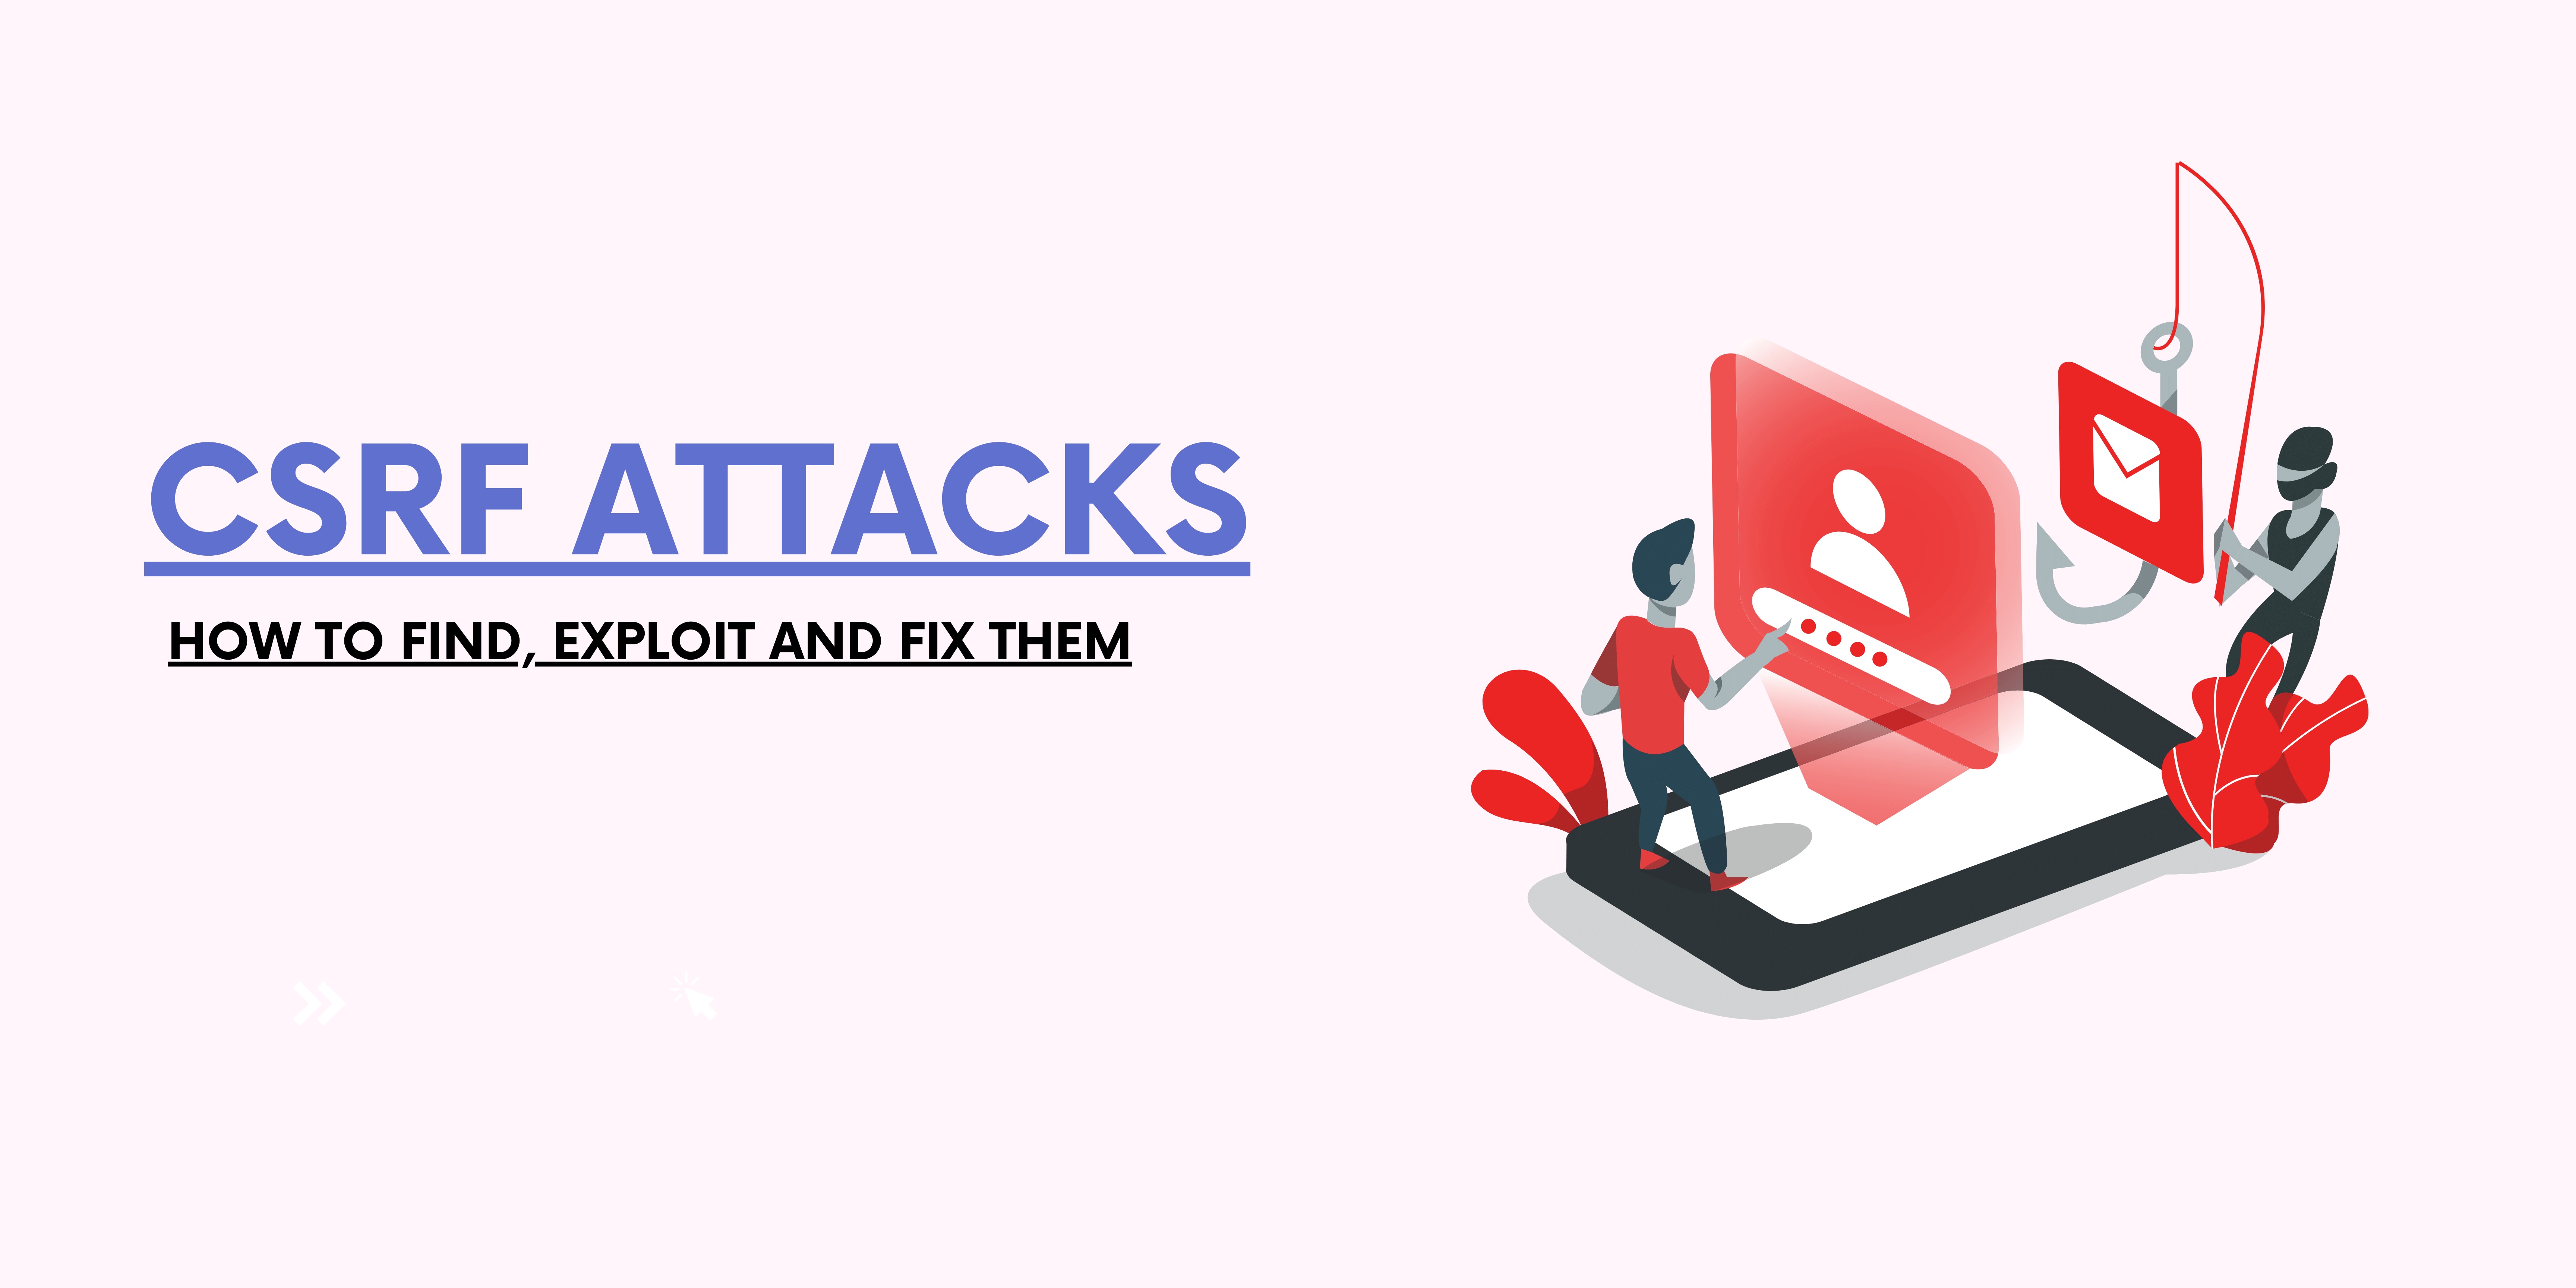 CSRF ATTACKS
HOW TO FIND, EXPLOIT AND FIX THEM